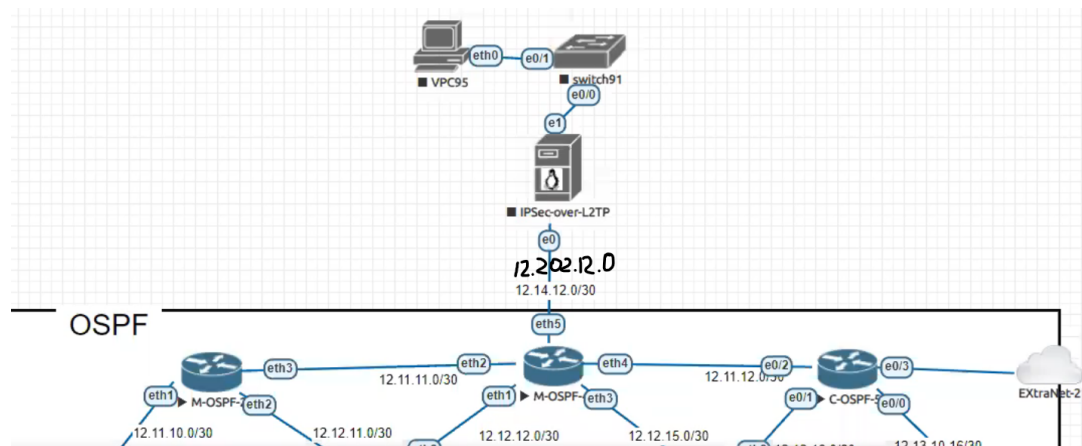 eth0
e0/1
VPC95
switch91
e0/0
e1
IPSec-over-L2TP
e0
12.202.12.0
12.14.12.0/30
OSPF
eth5
eth3
eth2
eth4
e0/2
e0/3
12.11.11.0/30
12.11.12.0/30
EXtraNet-2
eth1
M-OSPF-
eth2
eth1
M-OSPF-
eth3
e0/1
C-OSPF-
e0/0
12.11.10.0/30
12.12.11.0/30
12.12.12.0/30
12.12.15.0/30
12.13.10.16/30